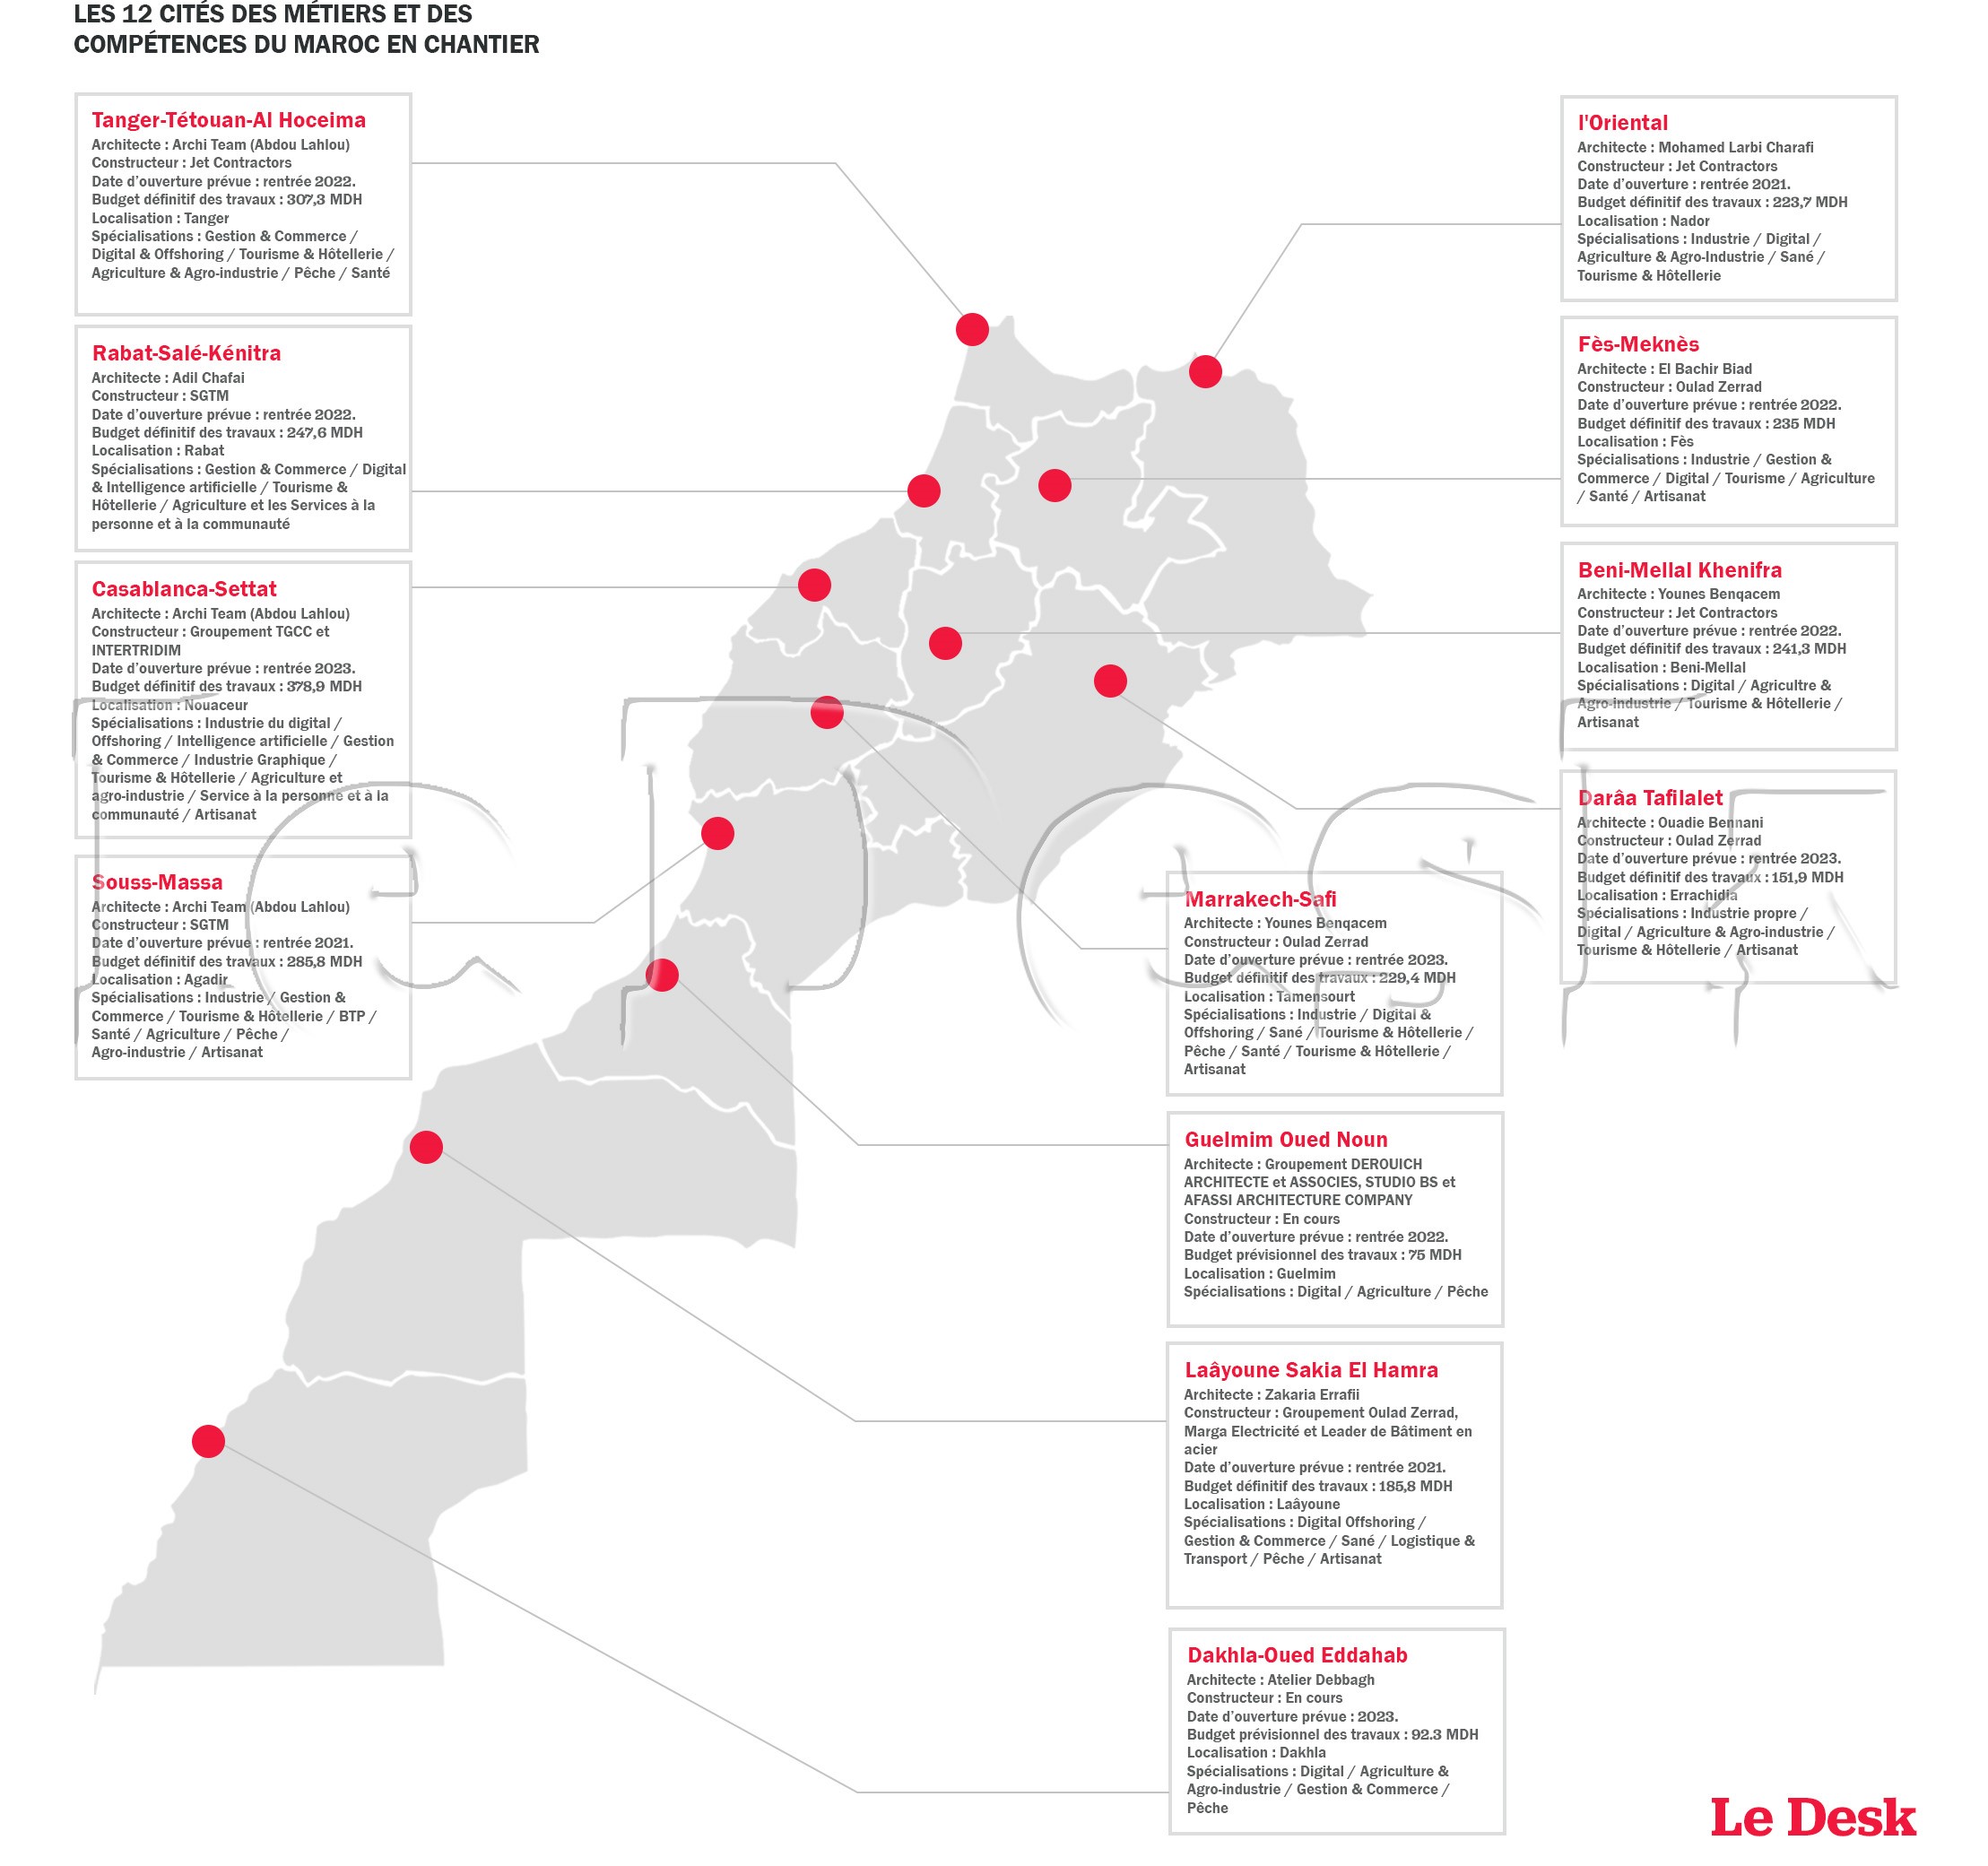 LES 12 CITÉS DES MÉTIERS ET DES
COMPÉTENCES DU MAROC EN CHANTIER
Tanger-Tétouan-Al Hoceima
Architecte : Archi Team (Abdou Lahlou)
Constructeur : Jet Contractors
Date d'ouverture prévue : rentrée 2022.
Budget définitif des travaux : 307,3 MDH
Localisation : Tanger
Spécialisations : Gestion & Commerce /
Digital & Offshoring / Tourisme & Hôtellerie /
Agriculture & Agro-industrie / Pêche / Santé
Rabat-Salé-Kénitra
Architecte : Adil Chafai
Constructeur : SGTM
Date d'ouverture prévue : rentrée 2022.
Budget définitif des travaux : 247,6 MDH
Localisation : Rabat
Spécialisations : Gestion & Commerce / Digital
& Intelligence artificielle / Tourisme &
Hôtellerie / Agriculture et les Services à la
personne et à la communauté
Casablanca-Settat
Architecte : Archi Team (Abdou Lahlou)
Constructeur : Groupement TGCC et
INTERTRIDIM
Date d'ouverture prévue : rentrée 2023.
Budget définitif des travaux : 378,9 MDH
Localisation : Nouaceur
Spécialisations : Industrie du digital /
Offshoring / Intelligence artificielle / Gestion
& Commerce / Industrie Graphique /
Tourisme & Hôtellerie / Agriculture et
agro-industrie / Service à la personne et à la
communauté / Artisanat
Souss-Massa
Architecte : Archi Team (Abdou Lahlou)
Constructeur : SGTM
Date d'ouverture prévue : rentrée 2021.
Budget définitif des travaux : 285,8 MDH
Localisation : Agadir
Spécialisations : Industrie / Gestion &
Commerce / Tourisme & Hôtellerie / BTP /
Santé / Agriculture / Pêche /
Agro-industrie / Artisanat
l'Oriental
Architecte : Mohamed Larbi Charafi
Constructeur : Jet Contractors
Date d'ouverture : rentrée 2021.
Budget définitif des travaux : 223,7 MDH
Localisation : Nador
Spécialisations : Industrie / Digital /
Agriculture & Agro-Industrie / Sané /
Tourisme & Hôtellerie
Fès-Meknès
Architecte : El Bachir Biad
Constructeur : Oulad Zerrad
Date d'ouverture prévue : rentrée 2022.
Budget définitif des travaux : 235 MDH
Localisation : Fès
Spécialisations : Industrie / Gestion &
Commerce / Digital / Tourisme / Agriculture
/ Santé / Artisanat
Beni-Mellal Khenifra
Architecte : Younes Benqacem
Constructeur : Jet Contractors
Date d'ouverture prévue : rentrée 2022.
Budget définitif des travaux : 241,3 MDH
Localisation : Beni-Mellal
Spécialisations : Digital / Agricultre &
Agro-industrie / Tourisme & Hôtellerie /
Artisanat
Darâa Tafilalet
Architecte : Ouadie Bennani
Constructeur : Oulad Zerrad
Date d'ouverture prévue : rentrée 2023.
Budget définitif des travaux : 151,9 MDH
Localisation : Errachidia
Spécialisations : Industrie propre /
Digital / Agriculture & Agro-industrie /
Tourisme & Hôtellerie / Artisanat
Marrakech-Safi
Architecte : Younes Benqacem
Constructeur : Oulad Zerrad
Date d'ouverture prévue : rentrée 2023.
Budget définitif des travaux : 229,4 MDH
Localisation : Tamensourt
Spécialisations : Industrie / Digital &
Offshoring / Sané / Tourisme & Hôtellerie /
Pêche / Santé / Tourisme & Hôtellerie /
Artisanat
Guelmim Oued Noun
Architecte : Groupement DEROUICH
ARCHITECTE et ASSOCIES, STUDIO BS et
AFASSI ARCHITECTURE COMPANY
Constructeur : En cours
Date d'ouverture prévue : rentrée 2022.
Budget prévisionnel des travaux : 75 MDH
Localisation : Guelmim
Spécialisations : Digital / Agriculture / Pêche
Laâyoune Sakia El Hamra
Architecte : Zakaria Errafii
Constructeur : Groupement Oulad Zerrad,
Marga Electricité et Leader de Bâtiment en
acier
Date d'ouverture prévue : rentrée 2021.
Budget définitif des travaux : 185,8 MDH
Localisation : Laâyoune
Spécialisations : Digital Offshoring /
Gestion & Commerce / Sané / Logistique &
Transport / Pêche / Artisanat
Dakhla-Oued Eddahab
Architecte : Atelier Debbagh
Constructeur : En cours
Date d'ouverture prévue : 2023.
Budget prévisionnel des travaux : 92.3 MDH
Localisation : Dakhla
Spécialisations : Digital / Agriculture &
Agro-industrie / Gestion & Commerce /
Pêche
Le Desk